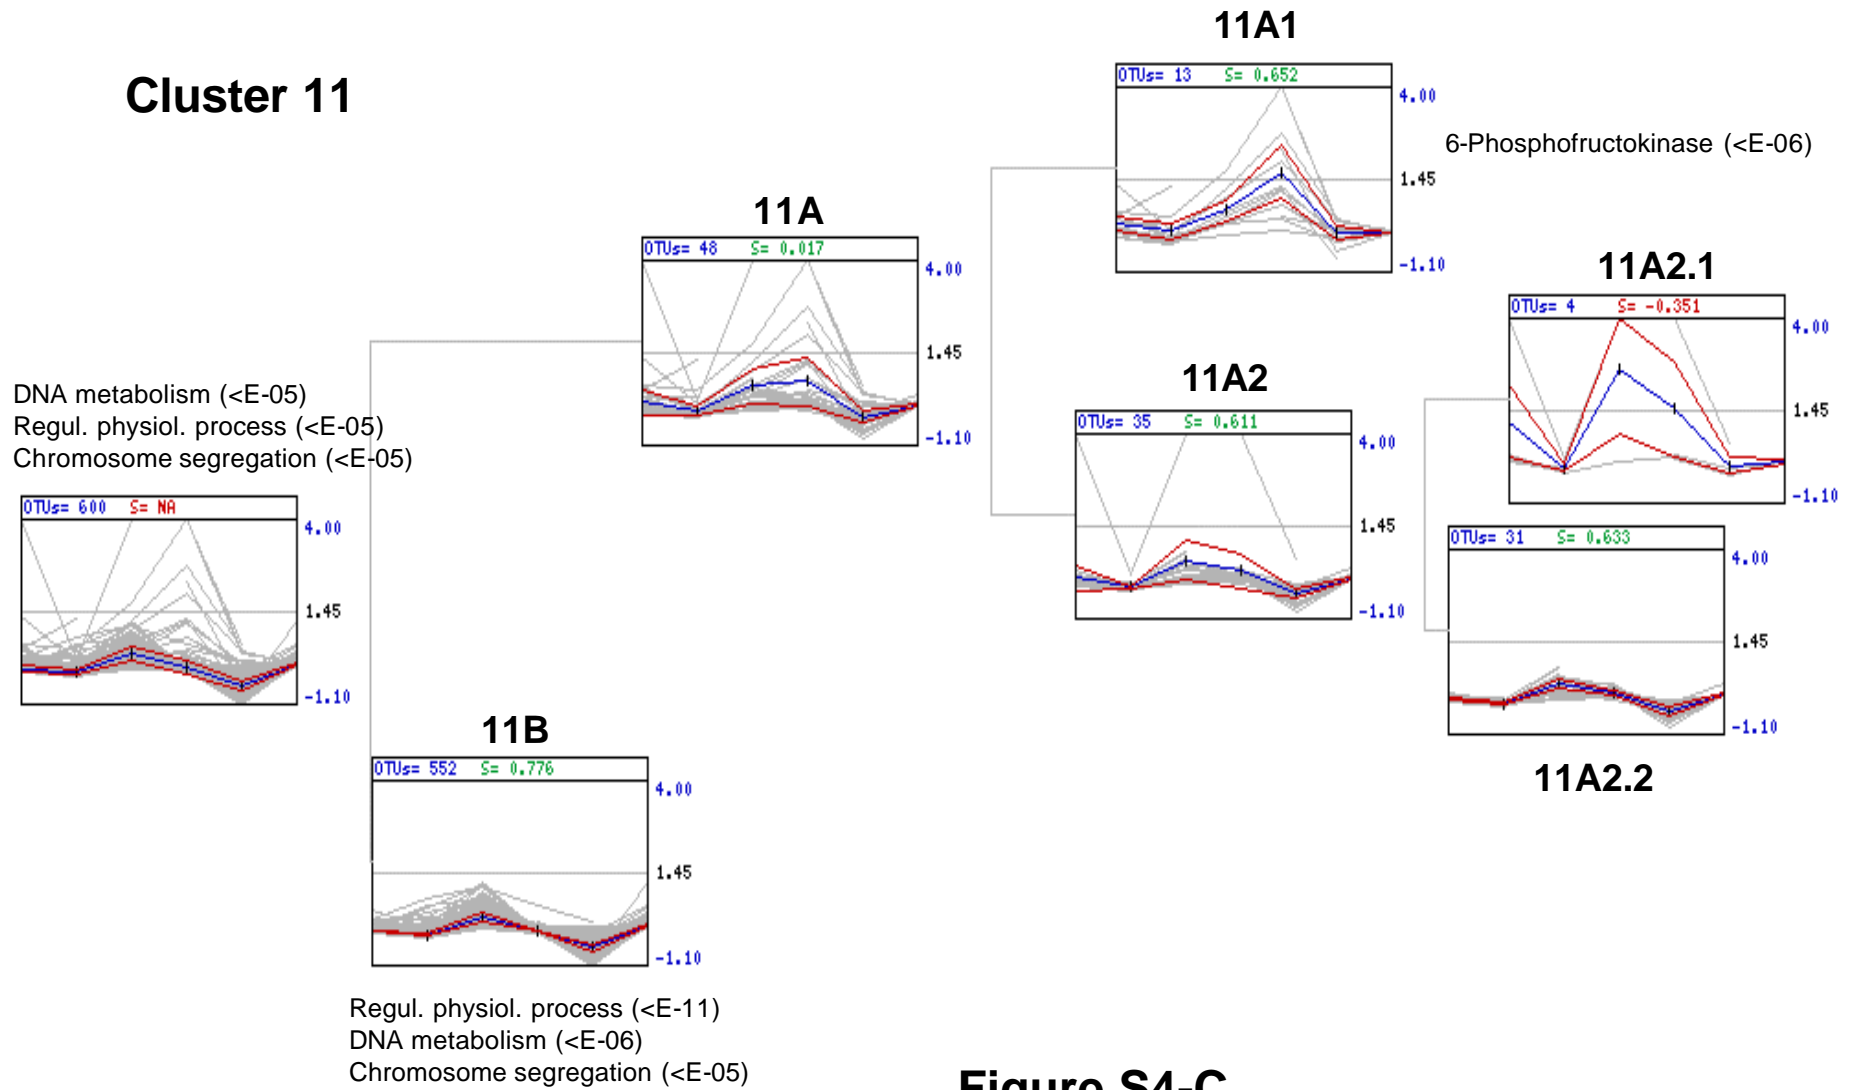 11A1
Cluster 11
OTUs= 13 S= 0.652
4.00
1.45
-1.10
6-Phosphofructokinase (<E-06)
11A
OTUs= 48 S= 0.017
4.00
1.45
-1.10
11A2.1
OTUs= 4 S= -0.351
4.00
1.45
-1.10
11A2
OTUs= 35 S= 0.611
4.00
1.45
-1.10
DNA metabolism (<E-05)
Regul. physiol. process (<E-05)
Chromosome segregation (<E-05)
OTUs= 600 S= NA
4.00
1.45
-1.10
OTUs= 31 S= 0.633
4.00
1.45
-1.10
11A2.2
11B
OTUs= 552 S= 0.776
4.00
1.45
-1.10
Regul. physiol. process (<E-11)
DNA metabolism (<E-06)
Chromosome segregation (<E-05)
Figure S4-C